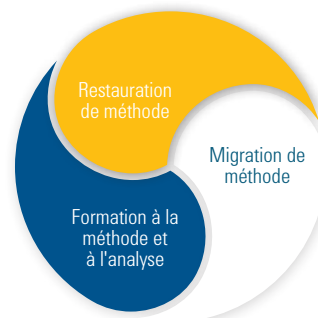 Restauration
de méthode
Migration de
méthode
Formation à la
méthode et
à l'analyse